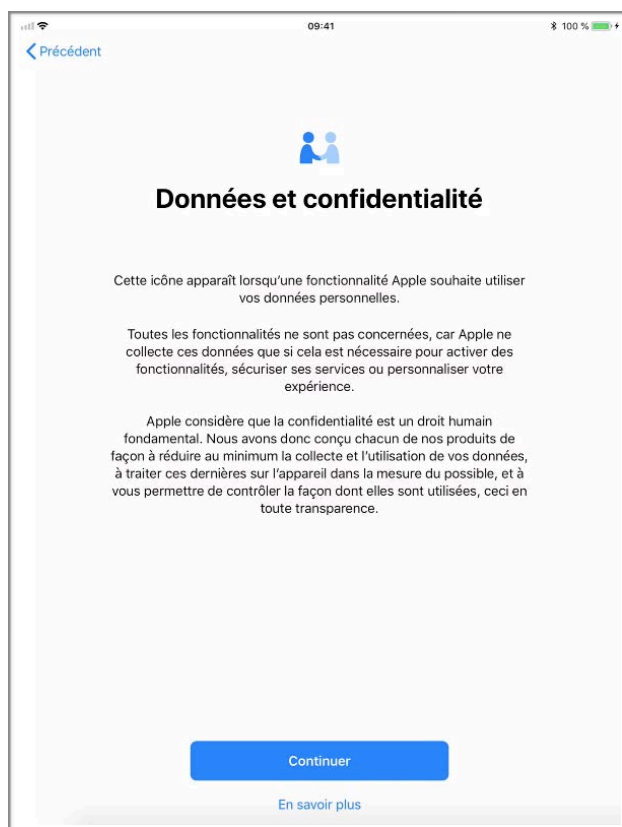 09:41
100 %
Précédent
Données et confidentialité
Cette icône apparaît lorsqu'une fonctionnalité Apple souhaite utiliser
vos données personnelles.
Toutes les fonctionnalités ne sont pas concernées, car Apple ne
collecte ces données que si cela est nécessaire pour activer des
fonctionnalités, sécuriser ses services ou personnaliser votre
expérience.
Apple considère que la confidentialité est un droit humain
fondamental. Nous avons donc conçu chacun de nos produits de
façon à réduire au minimum la collecte et l'utilisation de vos données,
à traiter ces dernières sur l'appareil dans la mesure du possible, et à
vous permettre de contrôler la façon dont elles sont utilisées, ceci en
toute transparence.
Continuer
En savoir plus